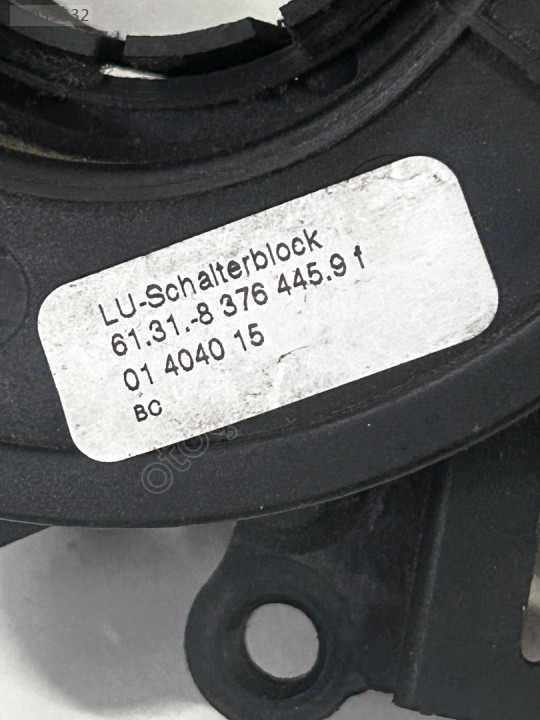 LU-Schalterblock
61.31.-8 376 445.9 f
01 4040 15
BC